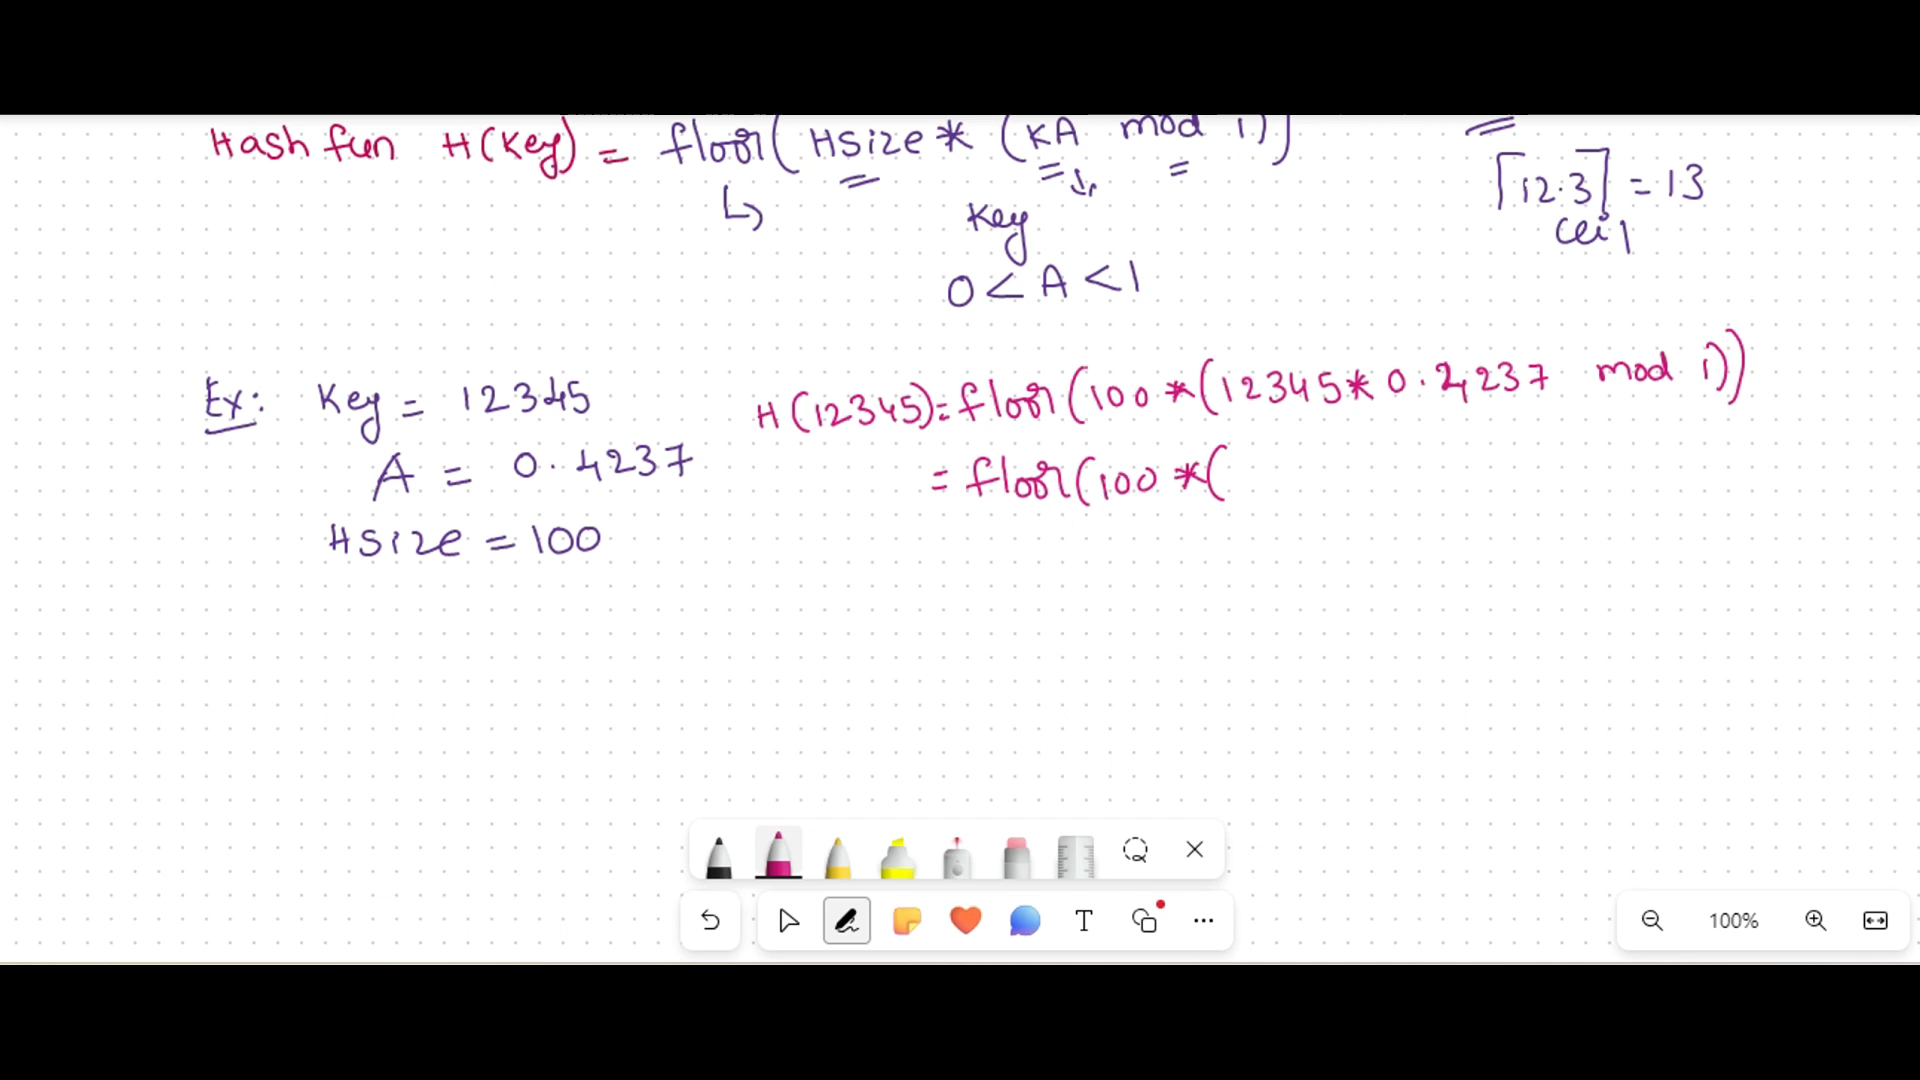 Hash fun H(Key) = floor(HSize * (KA mod 1))
⌈12.3⌉ = 13
Key
ceil
0 < A < 1
Ex: Key = 12345
H(12345) = floor(100 * (12345 * 0.4237 mod 1))
A = 0.4237
= floor(100 * (
HSize = 100
T
100%